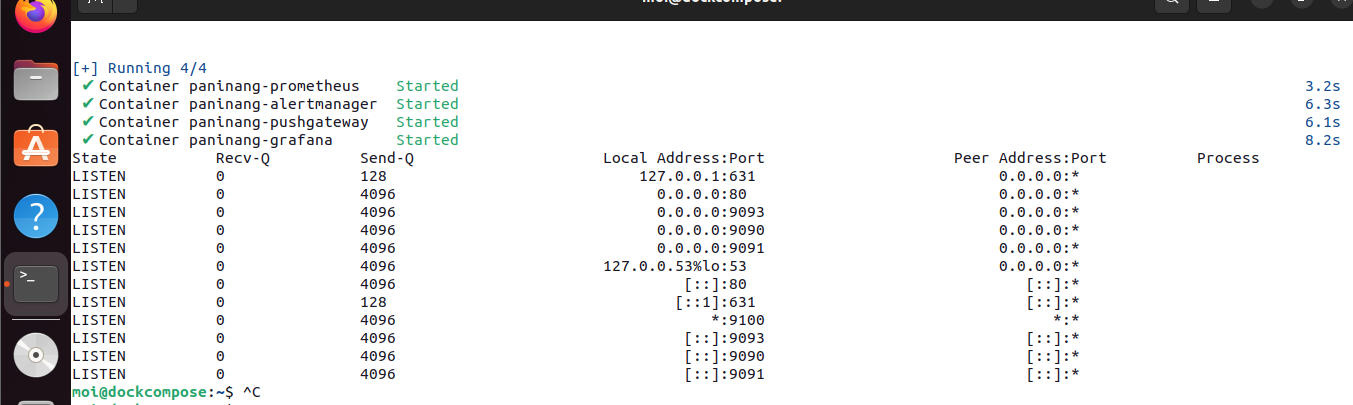 moi@dockcompose:
[+] Running 4/4
✔ Container paninang-prometheus    Started    3.2s
✔ Container paninang-alertmanager  Started    6.3s
✔ Container paninang-pushgateway   Started    6.1s
✔ Container paninang-grafana       Started    8.2s
State Recv-Q Send-Q Local Address:Port Peer Address:Port Process
LISTEN 0 128 127.0.0.1:631 0.0.0.0:*
LISTEN 0 4096 0.0.0.0:80 0.0.0.0:*
LISTEN 0 4096 0.0.0.0:9093 0.0.0.0:*
LISTEN 0 4096 0.0.0.0:9090 0.0.0.0:*
LISTEN 0 4096 0.0.0.0:9091 0.0.0.0:*
LISTEN 0 4096 127.0.0.53%lo:53 0.0.0.0:*
LISTEN 0 4096 [::]:80 [::]:*
LISTEN 0 128 [::1]:631 [::]:*
LISTEN 0 4096 *:9100 *:*
LISTEN 0 4096 [::]:9093 [::]:*
LISTEN 0 4096 [::]:9090 [::]:*
LISTEN 0 4096 [::]:9091 [::]:*
moi@dockcompose:~$ ^C